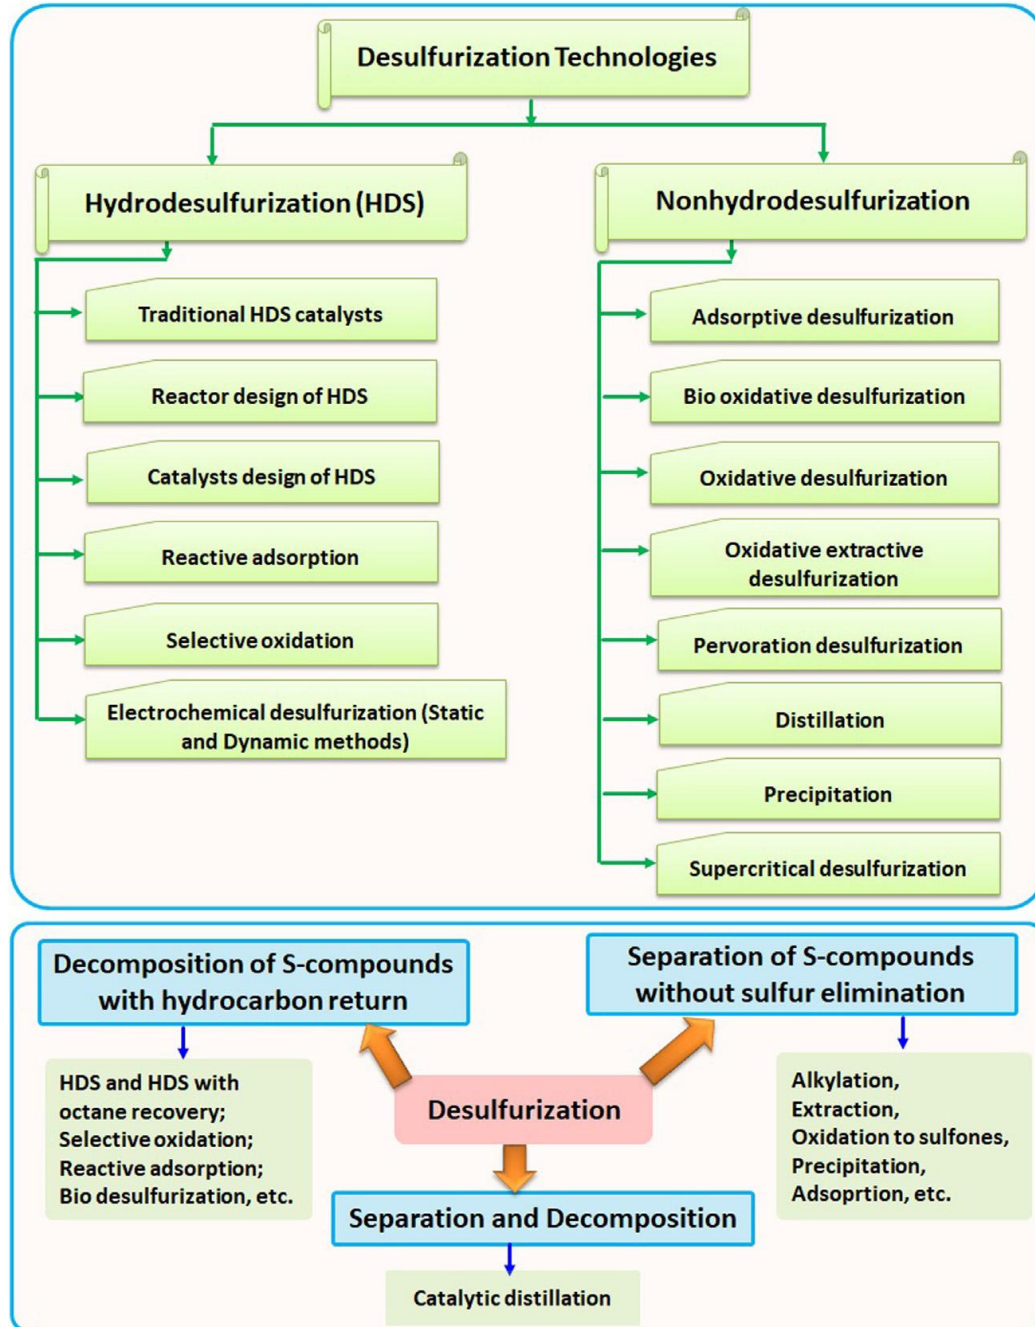 Desulfurization Technologies
Hydrodesulfurization (HDS)
Traditional HDS catalysts
Reactor design of HDS
Catalysts design of HDS
Reactive adsorption
Selective oxidation
Electrochemical desulfurization (Static
and Dynamic methods)
Nonhydrodesulfurization
Adsorptive desulfurization
Bio oxidative desulfurization
Oxidative desulfurization
Oxidative extractive
desulfurization
Pervoration desulfurization
Distillation
Precipitation
Supercritical desulfurization
Decomposition of S-compounds
with hydrocarbon return
HDS and HDS with
octane recovery;
Selective oxidation;
Reactive adsorption;
Bio desulfurization, etc.
Separation of S-compounds
without sulfur elimination
Alkylation,
Extraction,
Oxidation to sulfones,
Precipitation,
Adsoprtion, etc.
Desulfurization
Separation and Decomposition
Catalytic distillation